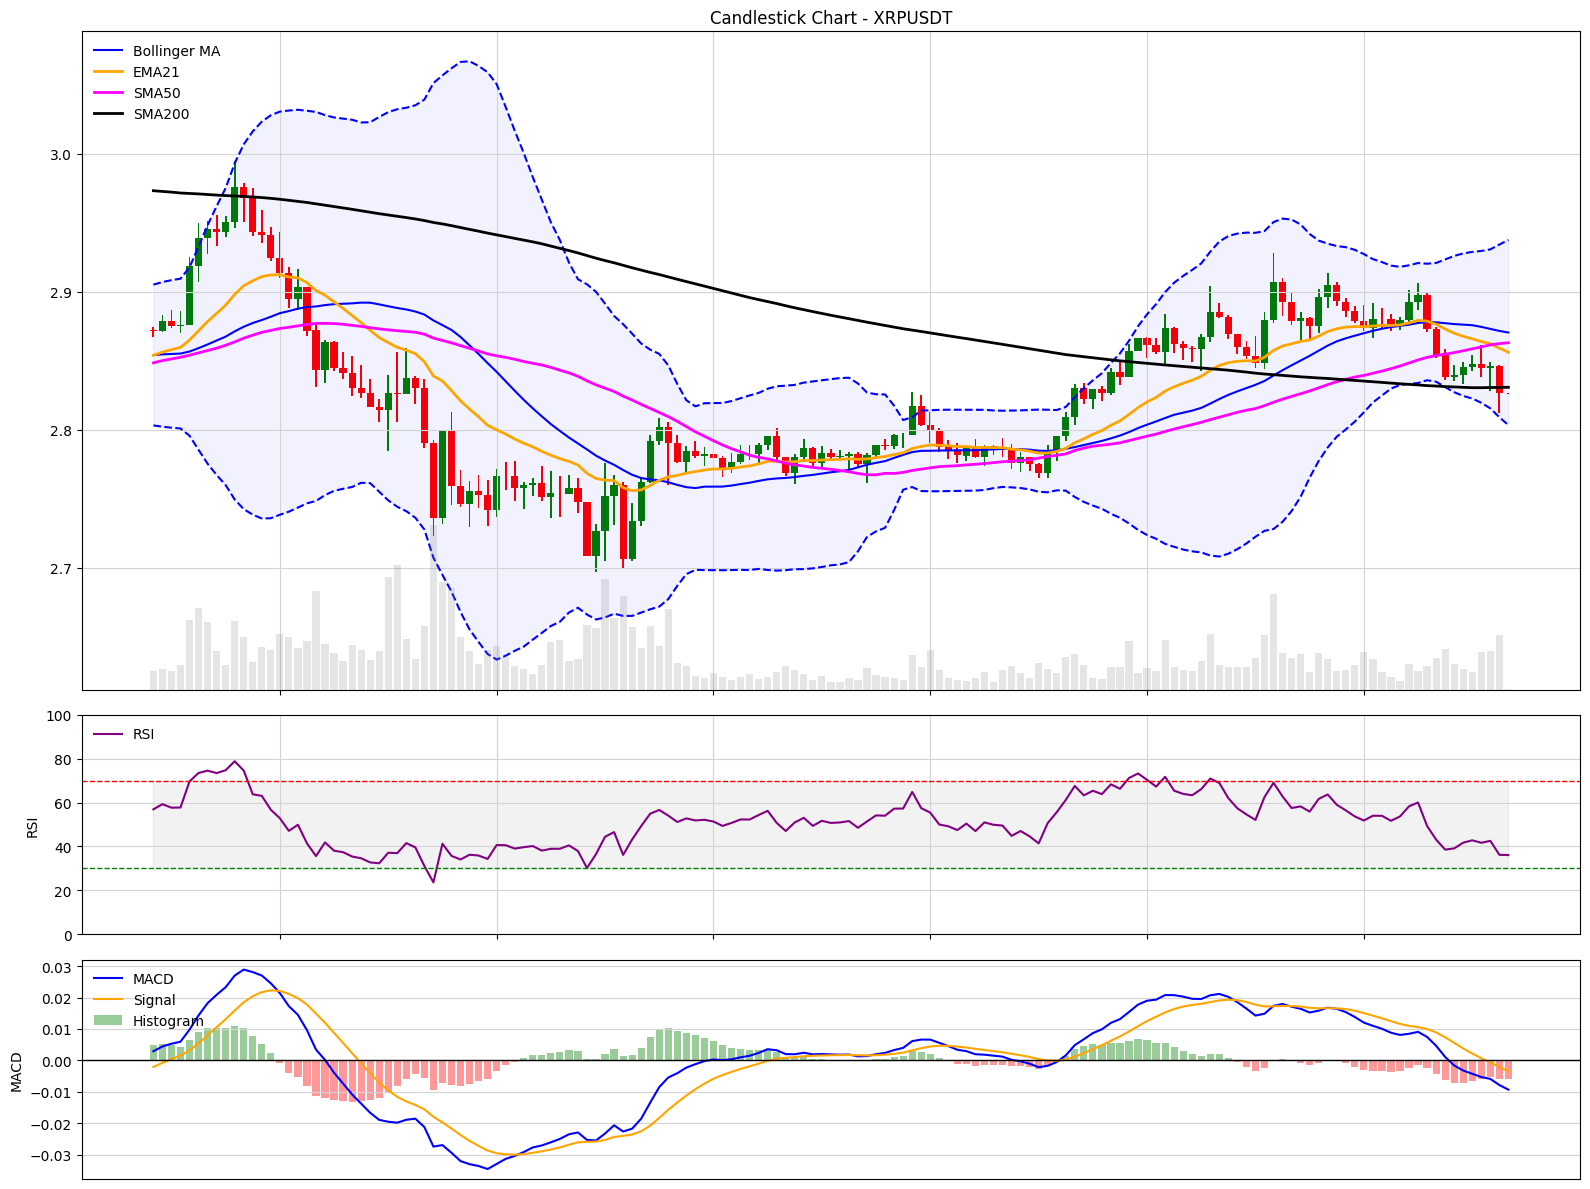 Candlestick Chart - XRPUSDT
Bollinger MA
EMA21
SMA50
SMA200
3.0
2.9
2.8
2.7
100
80
60
40
20
0
RSI
RSI
0.03
0.02
0.01
0.00
−0.01
−0.02
−0.03
MACD
MACD
Signal
Histogram